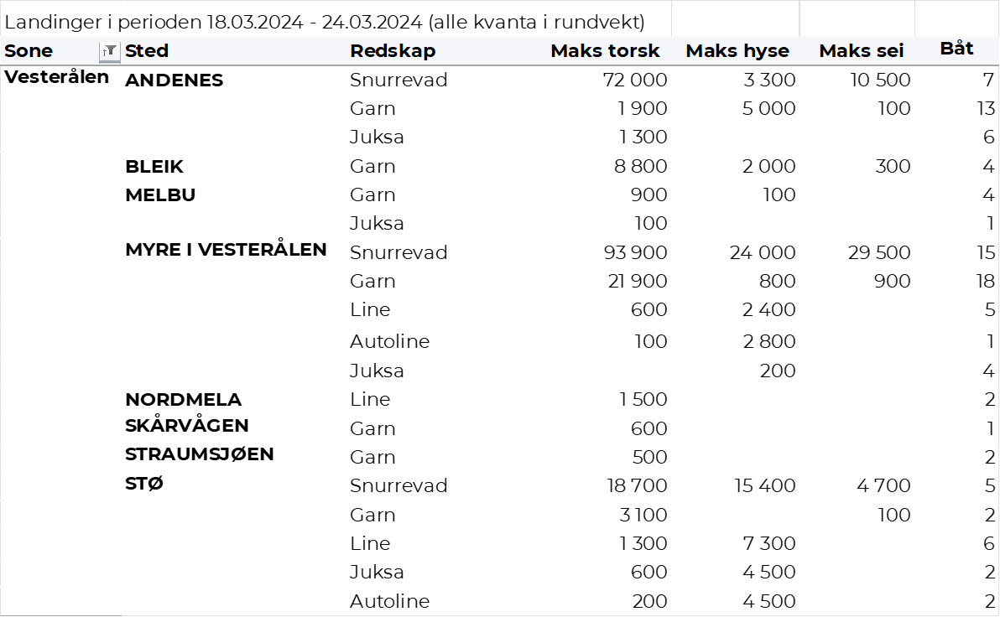 Landinger i perioden 18.03.2024 - 24.03.2024 (alle kvanta i rundvekt)
Sone Sted Redskap Maks torsk Maks hyse Maks sei Båt
Vesterålen ANDENES Snurrevad 72 000 3 300 10 500 7
Garn 1 900 5 000 100 13
Juksa 1 300 6
BLEIK Garn 8 800 2 000 300 4
MELBU Garn 900 100 4
Juksa 100 1
MYRE I VESTERÅLEN Snurrevad 93 900 24 000 29 500 15
Garn 21 900 800 900 18
Line 600 2 400 5
Autoline 100 2 800 1
Juksa 200 4
NORDMELA Line 1 500 2
SKÅRVÅGEN Garn 600 1
STRAUMSJØEN Garn 500 2
STØ Snurrevad 18 700 15 400 4 700 5
Garn 3 100 100 2
Line 1 300 7 300 6
Juksa 600 4 500 2
Autoline 200 4 500 2